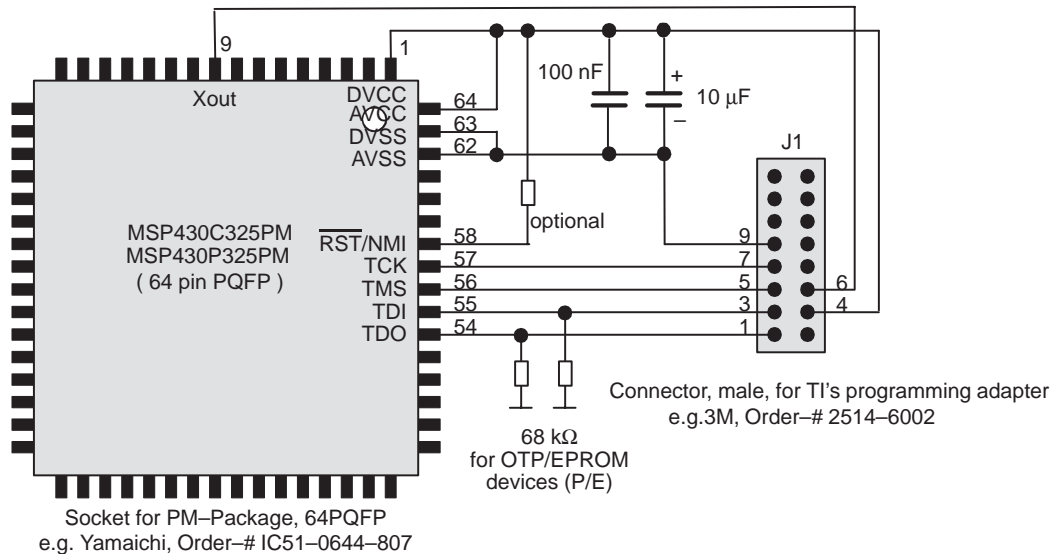 9
1
Xout
DVCC
AVCC
DVSS
AVSS
64
63
62
100 nF
+
10 μF
–
J1
optional
MSP430C325PM
MSP430P325PM
( 64 pin PQFP )
RST/NMI
TCK
TMS
TDI
TDO
58
57
56
55
54
9
7
5
3
1
6
4
68 kΩ
for OTP/EPROM
devices (P/E)
Connector, male, for TI's programming adapter
e.g.3M, Order–# 2514–6002
Socket for PM–Package, 64PQFP
e.g. Yamaichi, Order–# IC51–0644–807